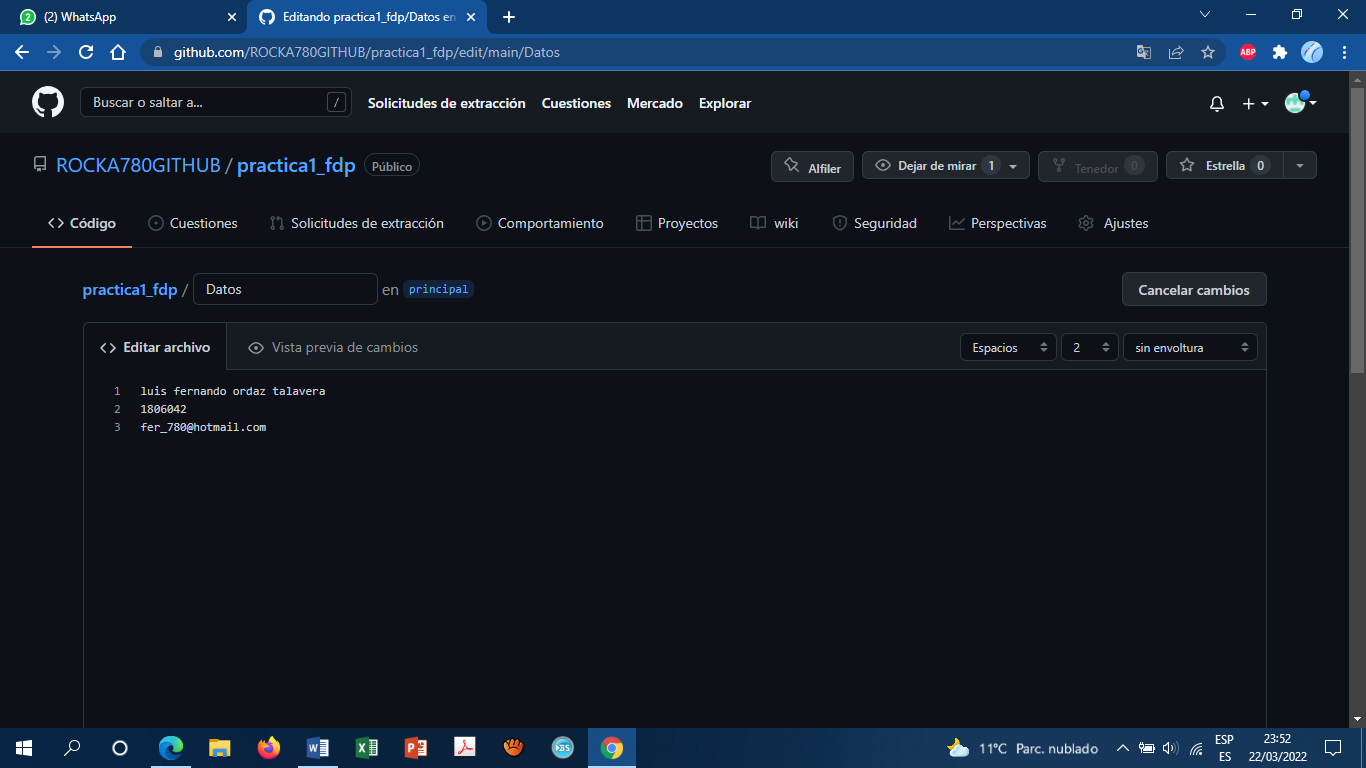 (2) WhatsApp
Editando practica1_fdp/Datos en
github.com/ROCKA780GITHUB/practica1_fdp/edit/main/Datos
ABP
Buscar o saltar a...
/
Solicitudes de extracción
Cuestiones
Mercado
Explorar
ROCKA780GITHUB / practica1_fdp
Público
Alfiler
Dejar de mirar 1
Tenedor 0
Estrella 0
Código
Cuestiones
Solicitudes de extracción
Comportamiento
Proyectos
wiki
Seguridad
Perspectivas
Ajustes
practica1_fdp / Datos en principal
Cancelar cambios
Editar archivo
Vista previa de cambios
Espacios
2
sin envoltura
1 luis fernando ordaz talavera
2 1806042
3 fer_780@hotmail.com
11°C Parc. nublado
ESP
ES
23:52
22/03/2022